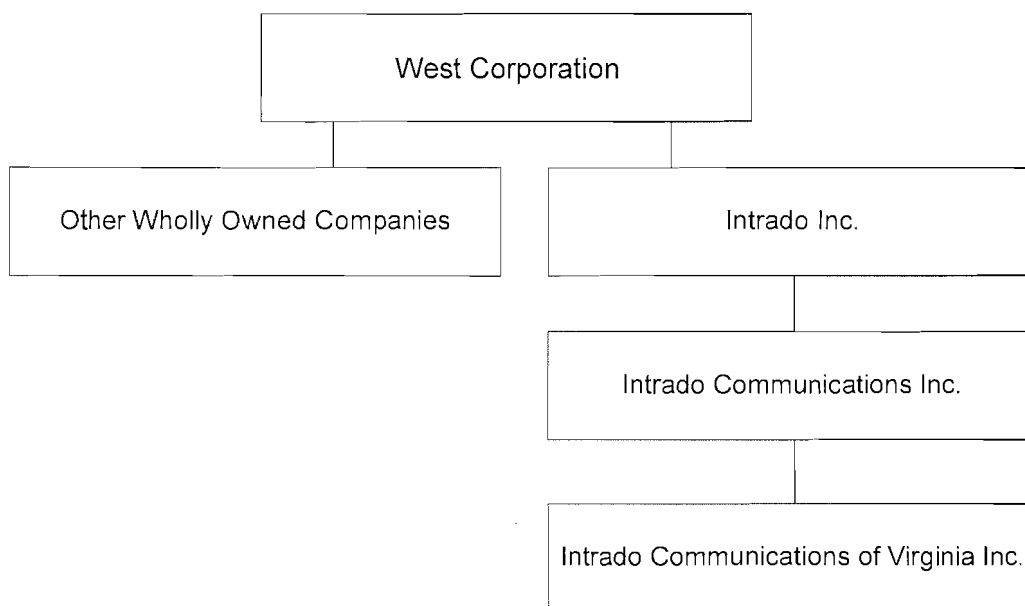 West Corporation
Other Wholly Owned Companies
Intrado Inc.
Intrado Communications Inc.
Intrado Communications of Virginia Inc.